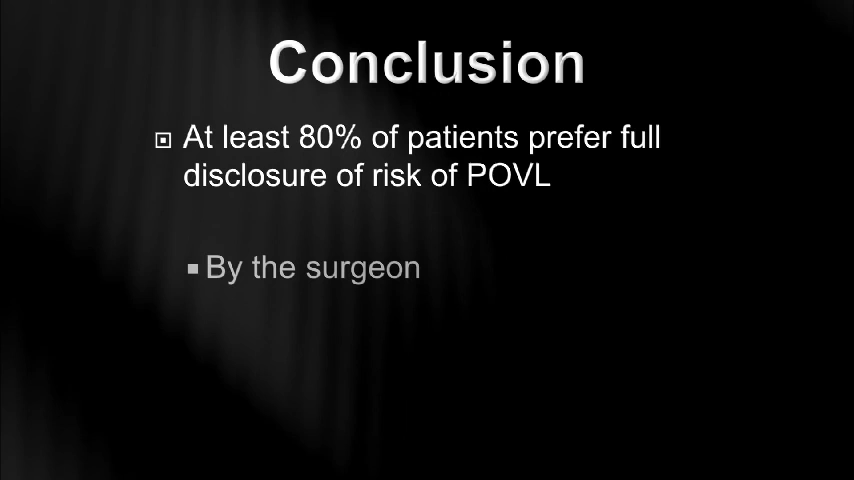 Conclusion
At least 80% of patients prefer full
disclosure of risk of POVL
By the surgeon